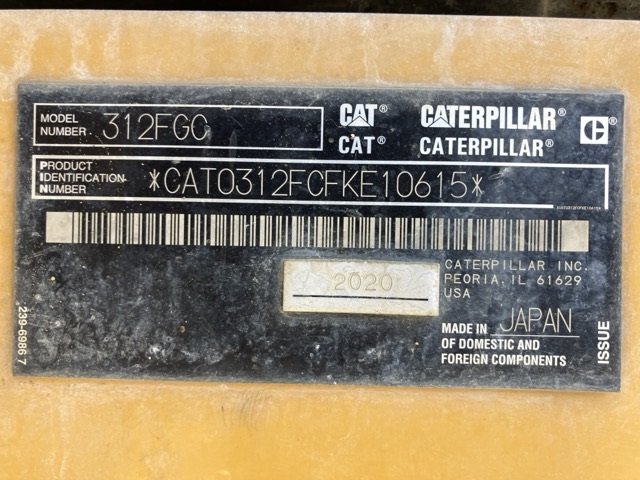 MODEL NUMBER 312FGC
CAT® CATERPILLAR®
CAT® CATERPILLAR®
C
PRODUCT IDENTIFICATION NUMBER *CAT0312FCFKE10615*
2020
CATERPILLAR INC.
PEORIA, IL 61629
USA
MADE IN JAPAN
OF DOMESTIC AND
FOREIGN COMPONENTS
ISSUE
239-6986 7